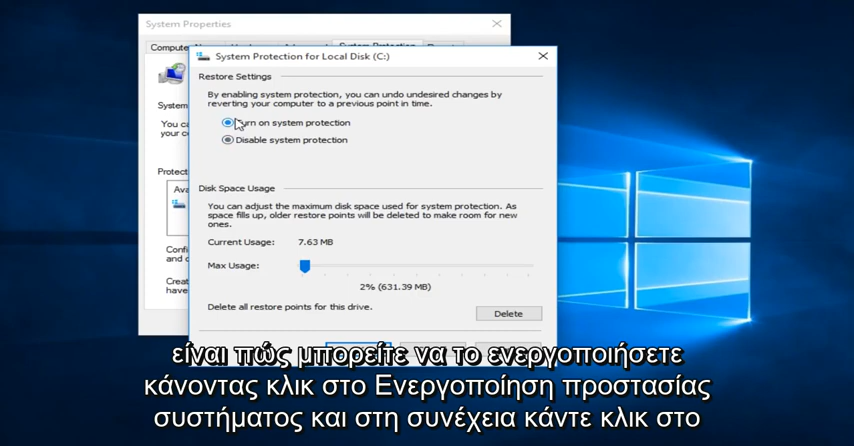 System Properties
System Protection
System Protection for Local Disk (C:)
Restore Settings
By enabling system protection, you can undo undesired changes by
reverting your computer to a previous point in time.
Turn on system protection
Disable system protection
Disk Space Usage
You can adjust the maximum disk space used for system protection. As
space fills up, older restore points will be deleted to make room for new
ones.
Current Usage: 7.63 MB
Max Usage:
2% (631.39 MB)
Delete all restore points for this drive.
Delete
είναι πώς μπορείτε να το ενεργοποιήσετε
κάνοντας κλικ στο Ενεργοποίηση προστασίας
συστήματος και στη συνέχεια κάντε κλικ στο